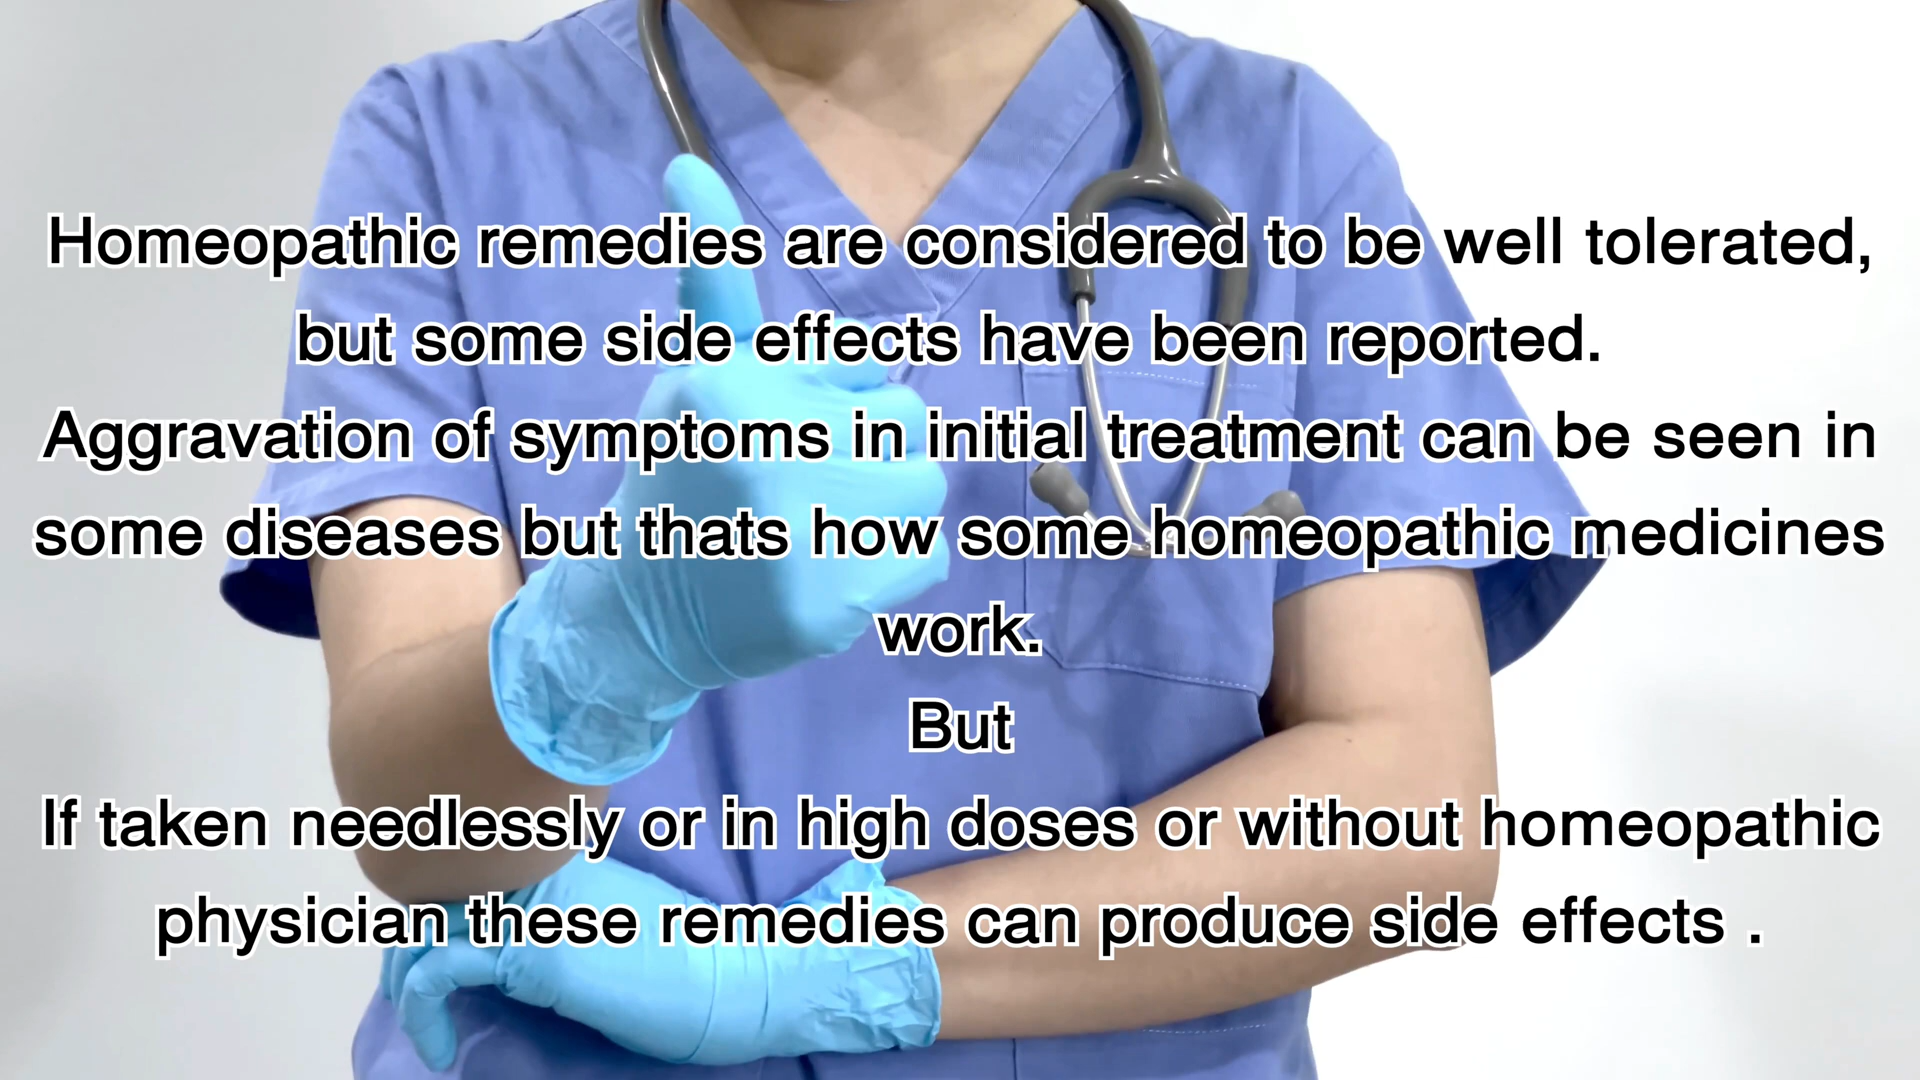 Homeopathic remedies are considered to be well tolerated,
but some side effects have been reported.
Aggravation of symptoms in initial treatment can be seen in
some diseases but thats how some homeopathic medicines
work.
But
If taken needlessly or in high doses or without homeopathic
physician these remedies can produce side effects .